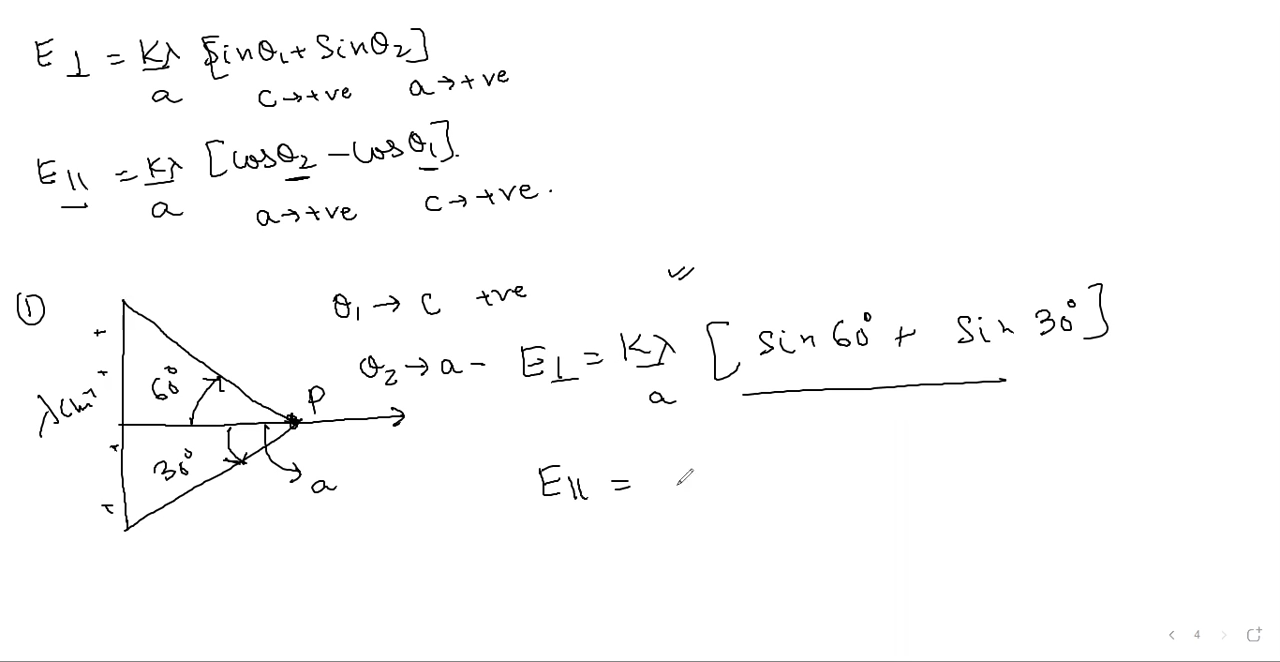 E⊥ = Kλ/a [Sinθ1 + Sinθ2]
C→+ve a→+ve
E|| = Kλ/a [Cosθ2 – Cosθ1].
a→+ve C→+ve.
① θ1 → C +ve
θ2 → a – E⊥ = Kλ/a [Sin 60° + Sin 30°]
+ + + +
60° P
30° a
E|| =
4